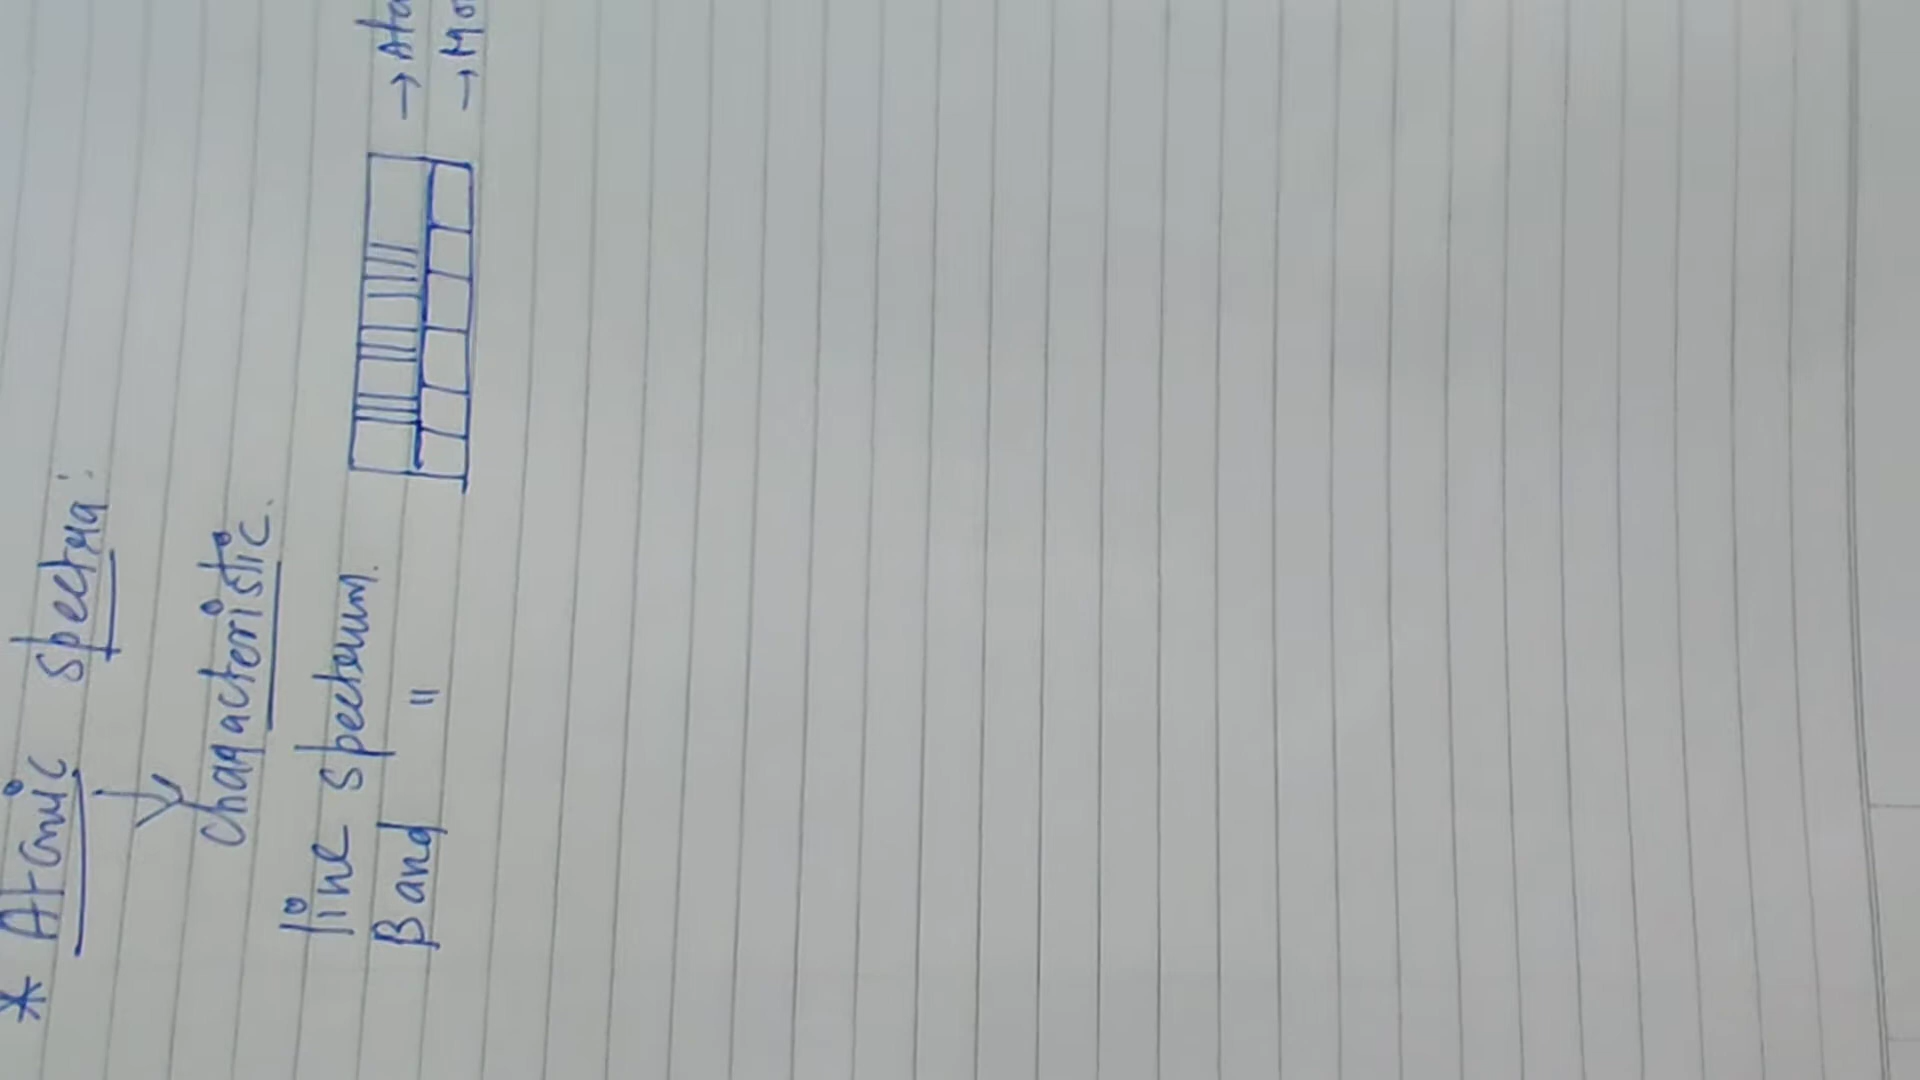 * Atomic Spectra:
Characteristic.
line Spectrum. → Ato
Band " → Mo